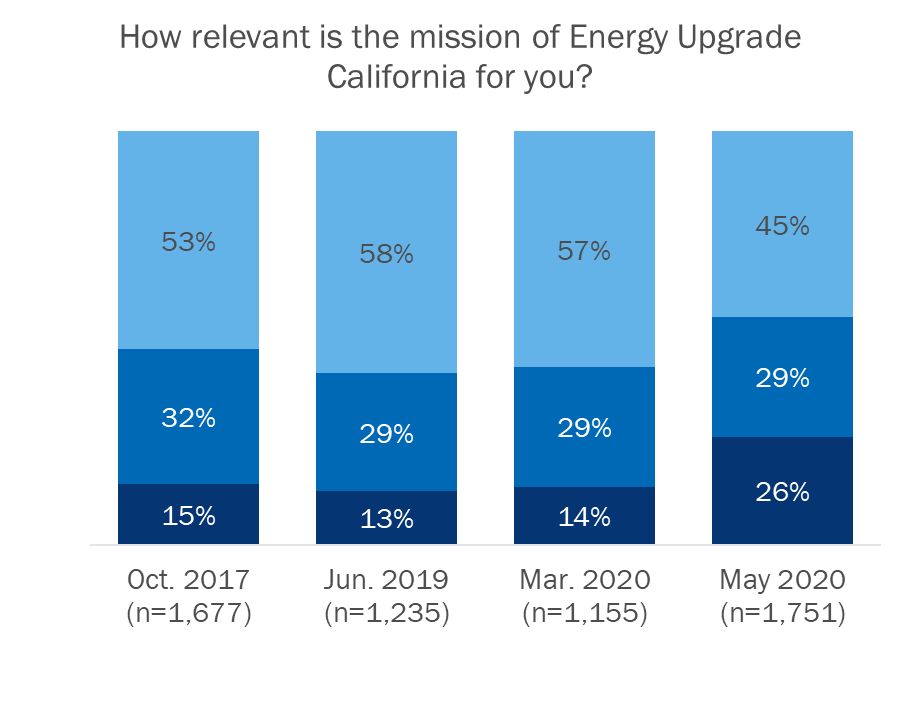 How relevant is the mission of Energy Upgrade
California for you?
53% 58% 57% 45%
32% 29% 29% 29%
15% 13% 14% 26%
Oct. 2017 Jun. 2019 Mar. 2020 May 2020
(n=1,677) (n=1,235) (n=1,155) (n=1,751)